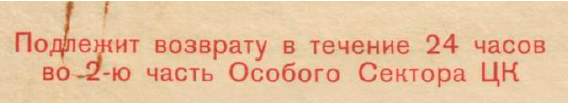 Подлежит возврату в течение 24 часов
во 2-ю часть Особого Сектора ЦК